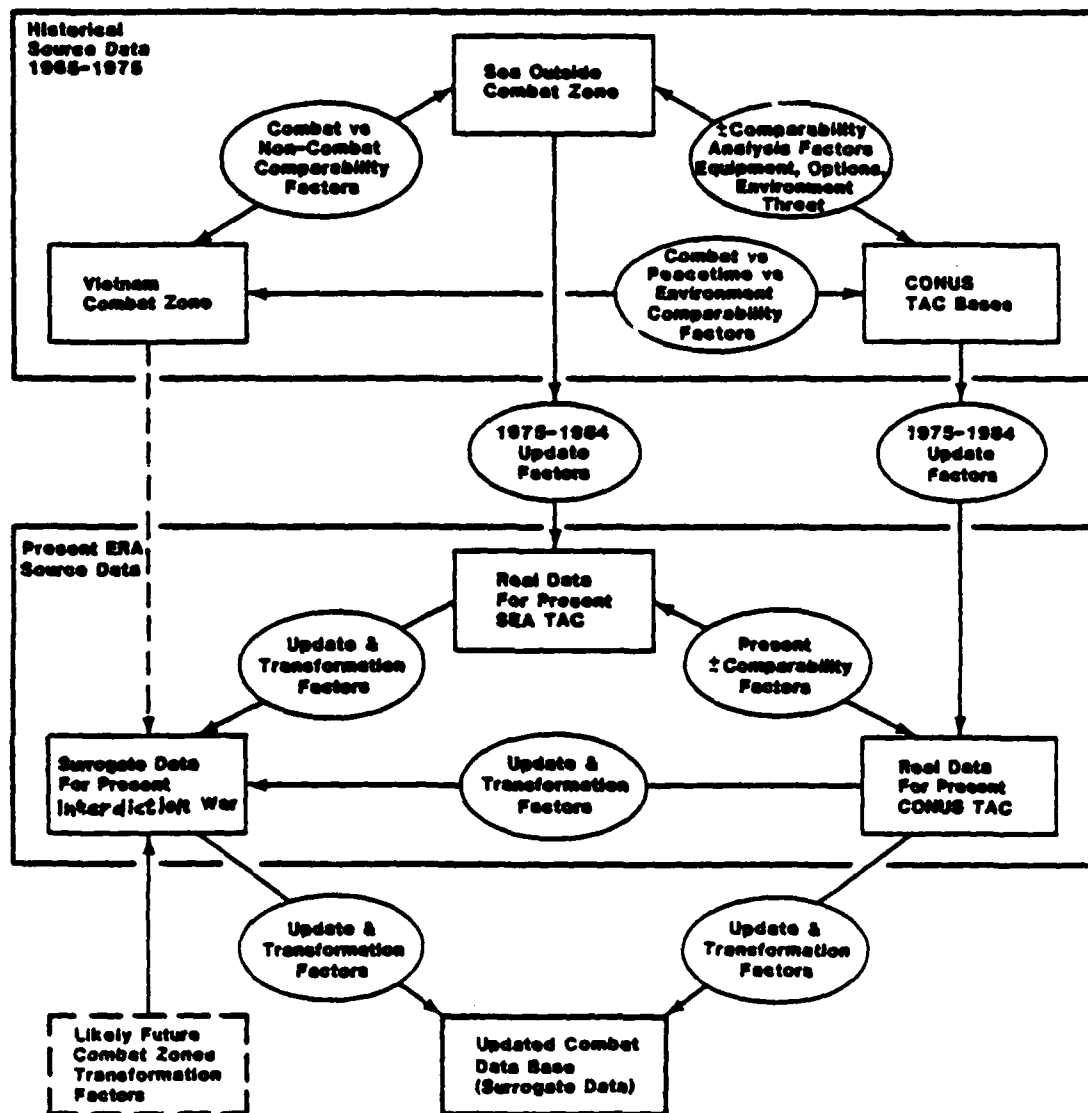 Historical
Source Data
1965-1975
Sea Outside
Combat Zone
Combat vs
Non-Combat
Comparability
Factors
±Comparability
Analysis Factors
Equipment, Options,
Environment
Threat
Vietnam
Combat Zone
Combat vs
Peacetime vs
Environment
Comparability
Factors
CONUS
TAC Bases
1975-1984
Update
Factors
1975-1984
Update
Factors
Present ERA
Source Data
Real Data
For Present
SEA TAC
Update &
Transformation
Factors
Present
±Comparability
Factors
Surrogate Data
For Present
Interdiction War
Update &
Transformation
Factors
Real Data
For Present
CONUS TAC
Update &
Transformation
Factors
Update &
Transformation
Factors
Likely Future
Combat Zones
Transformation
Factors
Updated Combat
Data Base
(Surrogate Data)